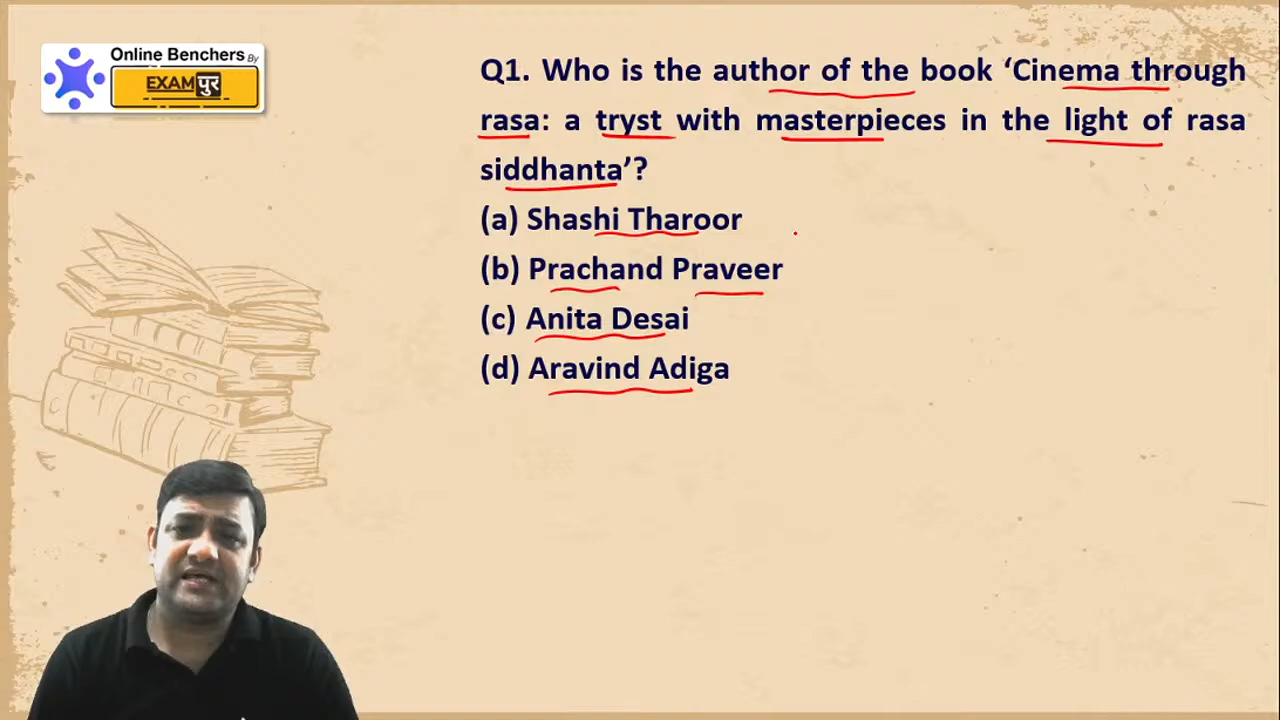 Online Benchers By
EXAMपुर
Q1. Who is the author of the book ‘Cinema through
rasa: a tryst with masterpieces in the light of rasa
siddhanta’?
(a) Shashi Tharoor
(b) Prachand Praveer
(c) Anita Desai
(d) Aravind Adiga